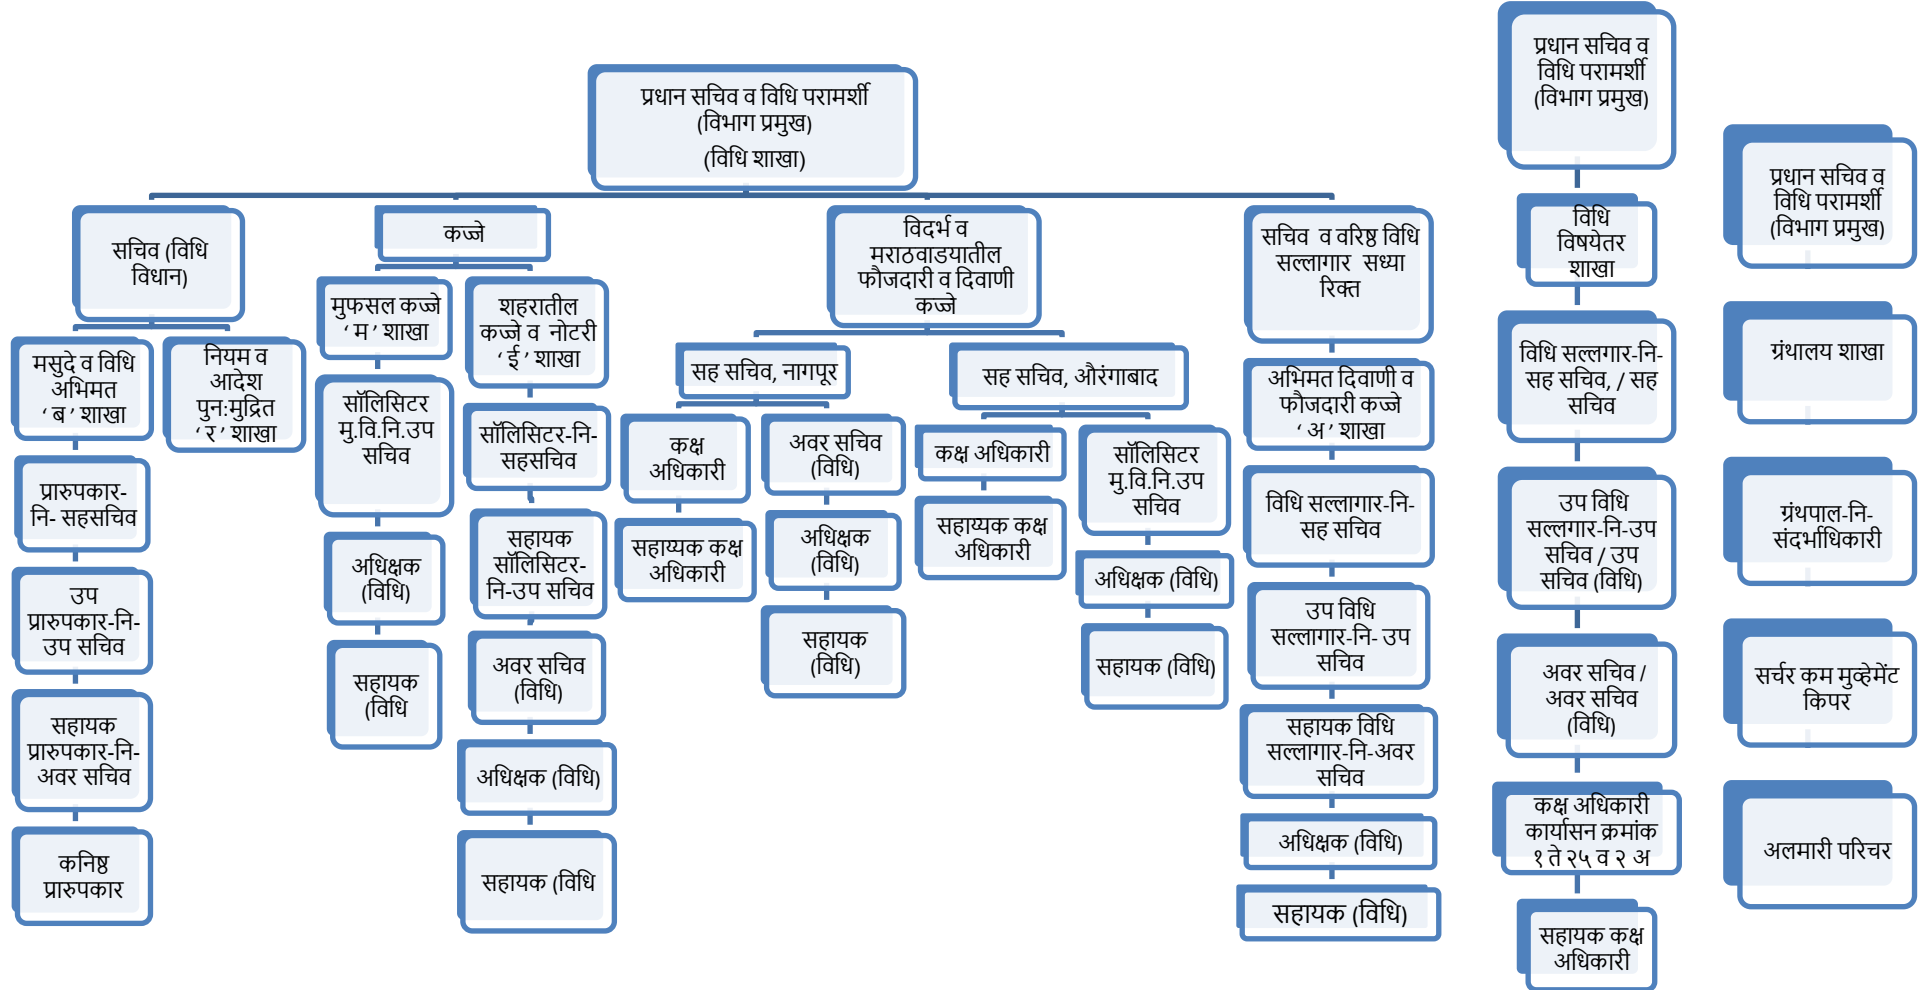 प्रधान सचिव व विधि परामर्शी
(विभाग प्रमुख)
(विधि शाखा)
सचिव (विधि
विधान)
मसुदे व विधि
अभिमत
‘ ब ’ शाखा
प्रारुपकार-
नि- सहसचिव
उप
प्रारुपकार-नि-
उप सचिव
सहायक
प्रारुपकार-नि-
अवर सचिव
कनिष्ठ
प्रारुपकार
नियम व
आदेश
पुन:मुद्रित
‘ र ’ शाखा
कज्जे
मुफसल कज्जे
‘ म ’ शाखा
सॉलिसिटर
मु.वि.नि.उप
सचिव
अधिक्षक
(विधि)
सहायक
(विधि
शहरातील
कज्जे व नोटरी
‘ ई ’ शाखा
सॉलिसिटर-नि-
सहसचिव
सहायक
सॉलिसिटर-
नि-उप सचिव
अवर सचिव
(विधि)
अधिक्षक (विधि)
सहायक (विधि
विदर्भ व
मराठवाडयातील
फौजदारी व दिवाणी
कज्जे
सह सचिव, नागपूर
कक्ष
अधिकारी
सहाय्यक कक्ष
अधिकारी
अवर सचिव
(विधि)
अधिक्षक
(विधि)
सहायक
(विधि)
सह सचिव, औरंगाबाद
कक्ष अधिकारी
सहाय्यक कक्ष
अधिकारी
सॉलिसिटर
मु.वि.नि.उप
सचिव
अधिक्षक (विधि)
सहायक (विधि)
सचिव व वरिष्ठ विधि
सल्लागार सध्या
रिक्त
अभिमत दिवाणी व
फौजदारी कज्जे
‘ अ ’ शाखा
विधि सल्लागार-नि-
सह सचिव
उप विधि
सल्लागार-नि- उप
सचिव
सहायक विधि
सल्लागार-नि-अवर
सचिव
अधिक्षक (विधि)
सहायक (विधि)
प्रधान सचिव व
विधि परामर्शी
(विभाग प्रमुख)
विधि
विषयेतर
शाखा
विधि सल्लगार-नि-
सह सचिव, / सह
सचिव
उप विधि
सल्लगार-नि-उप
सचिव / उप
सचिव (विधि)
अवर सचिव /
अवर सचिव
(विधि)
कक्ष अधिकारी
कार्यासन क्रमांक
१ ते २५ व २ अ
सहायक कक्ष
अधिकारी
प्रधान सचिव व
विधि परामर्शी
(विभाग प्रमुख)
ग्रंथालय शाखा
ग्रंथपाल-नि-
संदर्भाधिकारी
सर्चर कम मुव्हेमेंट
किपर
अलमारी परिचर